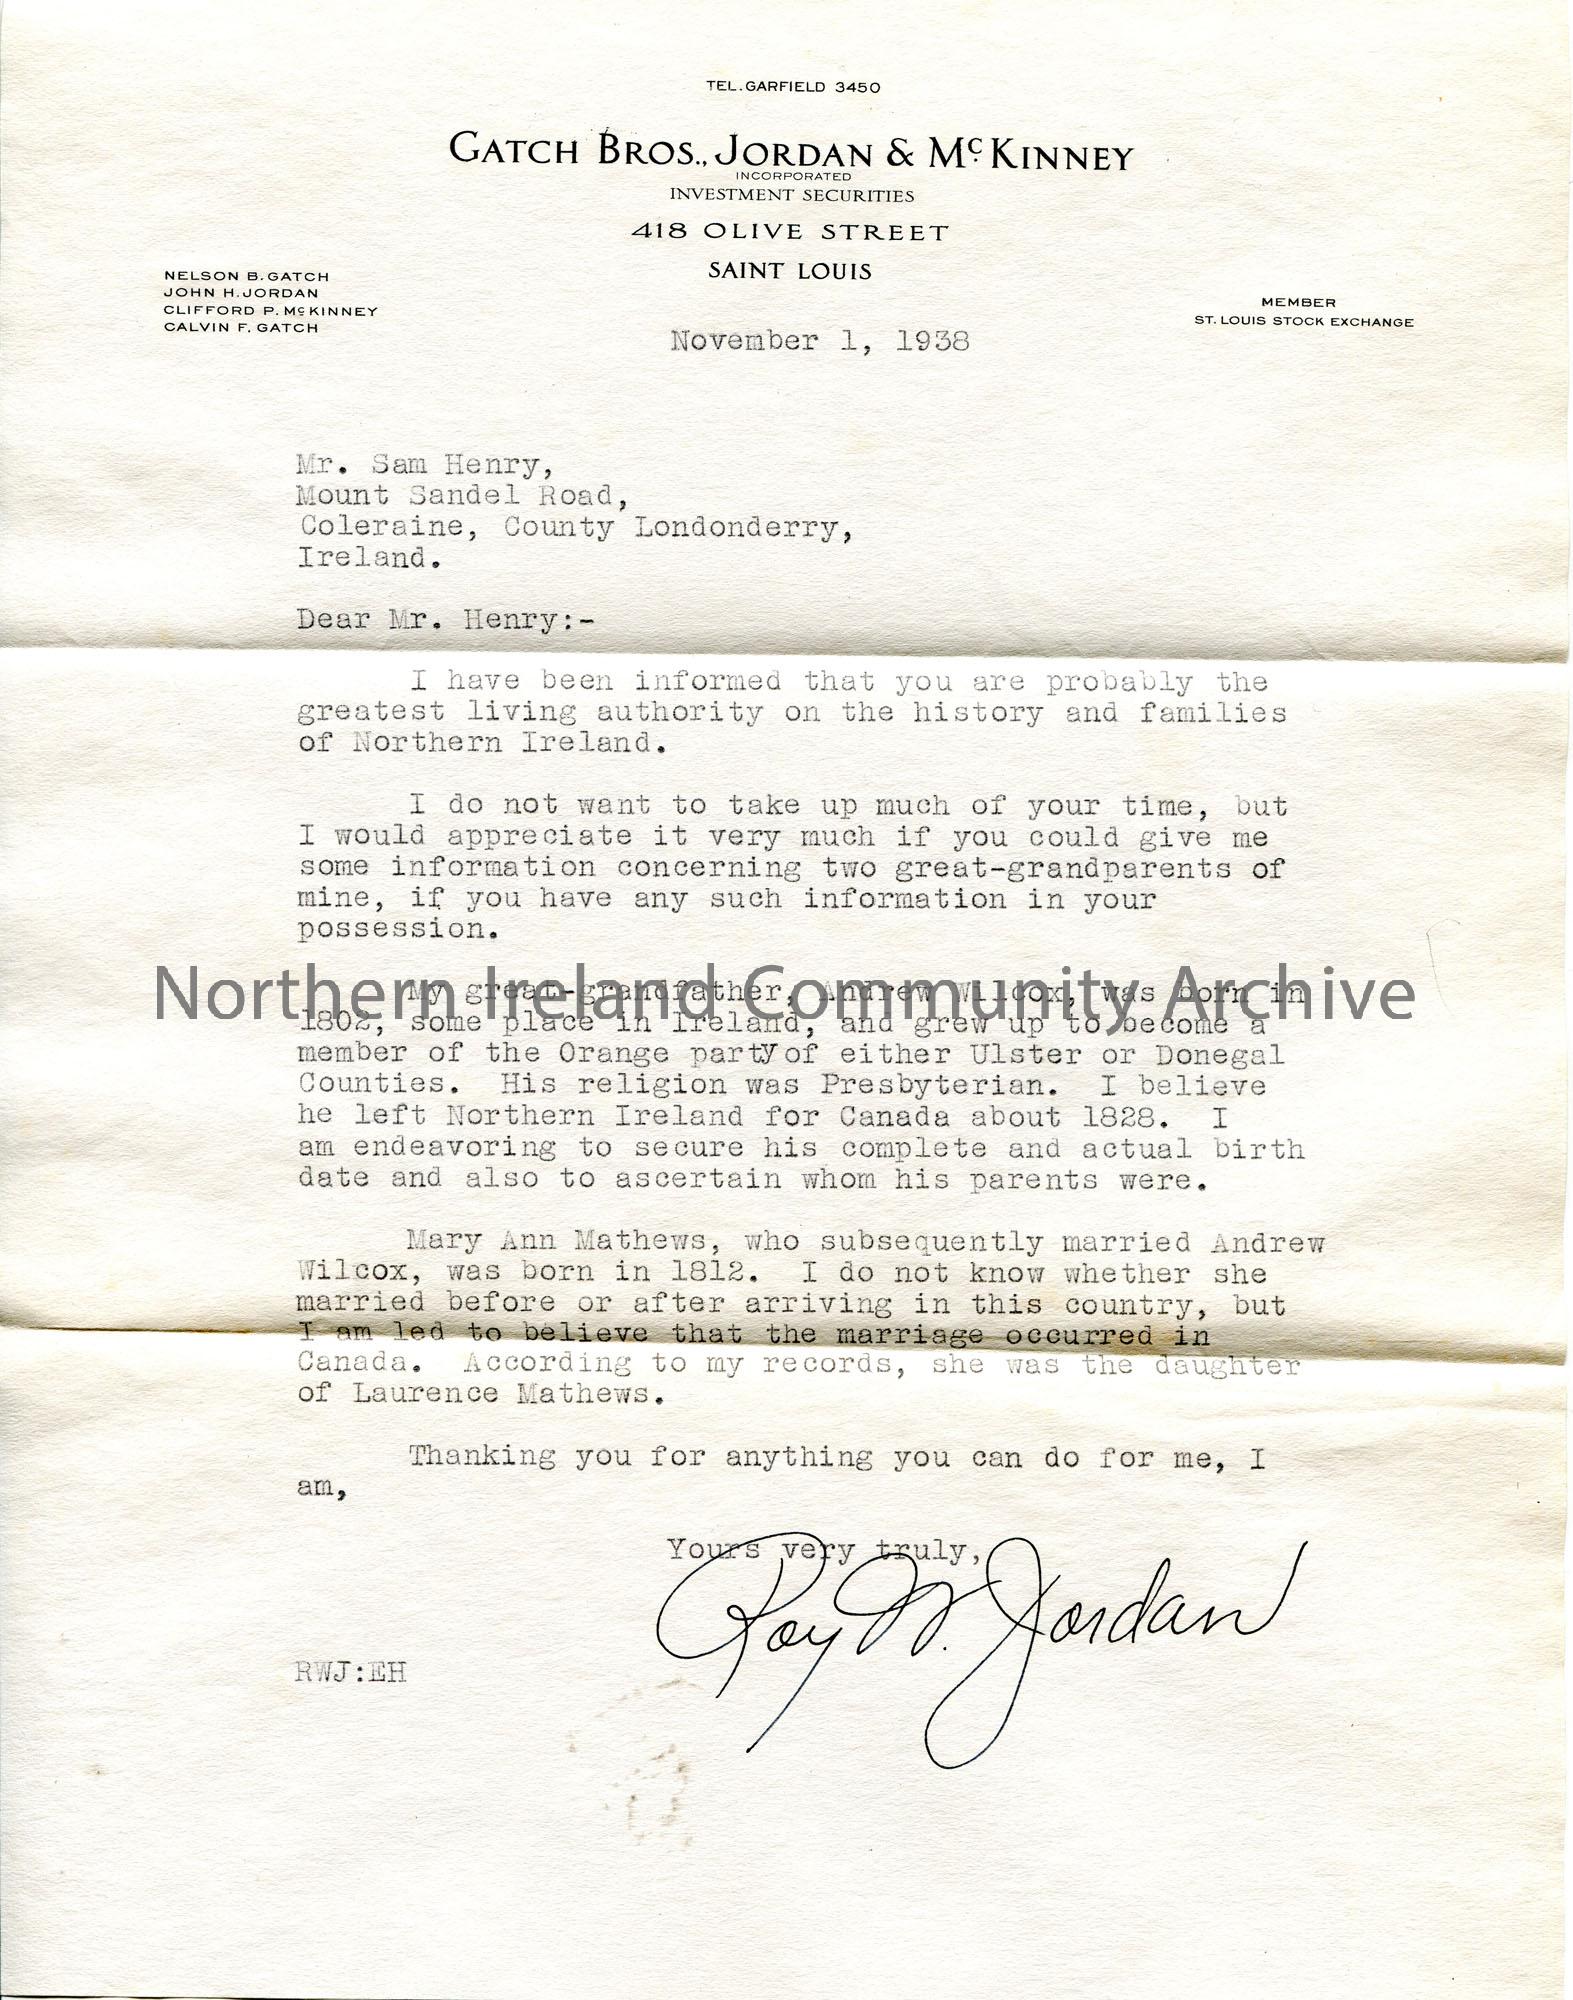 TEL. GARFIELD 3450
GATCH BROS., JORDAN & McKINNEY
INCORPORATED
INVESTMENT SECURITIES
418 OLIVE STREET
SAINT LOUIS
NELSON B. GATCH
JOHN H. JORDAN
CLIFFORD P. McKINNEY
CALVIN F. GATCH
MEMBER
ST. LOUIS STOCK EXCHANGE
November 1, 1938
Mr. Sam Henry,
Mount Sandel Road,
Coleraine, County Londonderry,
Ireland.
Dear Mr. Henry:-
I have been informed that you are probably the
greatest living authority on the history and families
of Northern Ireland.
I do not want to take up much of your time, but
I would appreciate it very much if you could give me
some information concerning two great-grandparents of
mine, if you have any such information in your
possession.
Northern Ireland Community Archive
My great-grandfather, Andrew Wilcox, was born in
1802, some place in Ireland, and grew up to become a
member of the Orange party of either Ulster or Donegal
Counties. His religion was Presbyterian. I believe
he left Northern Ireland for Canada about 1828. I
am endeavoring to secure his complete and actual birth
date and also to ascertain whom his parents were.
Mary Ann Mathews, who subsequently married Andrew
Wilcox, was born in 1812. I do not know whether she
married before or after arriving in this country, but
I am led to believe that the marriage occurred in
Canada. According to my records, she was the daughter
of Laurence Mathews.
Thanking you for anything you can do for me, I
am,
Yours very truly,
Roy W. Jordan
RWJ:EH